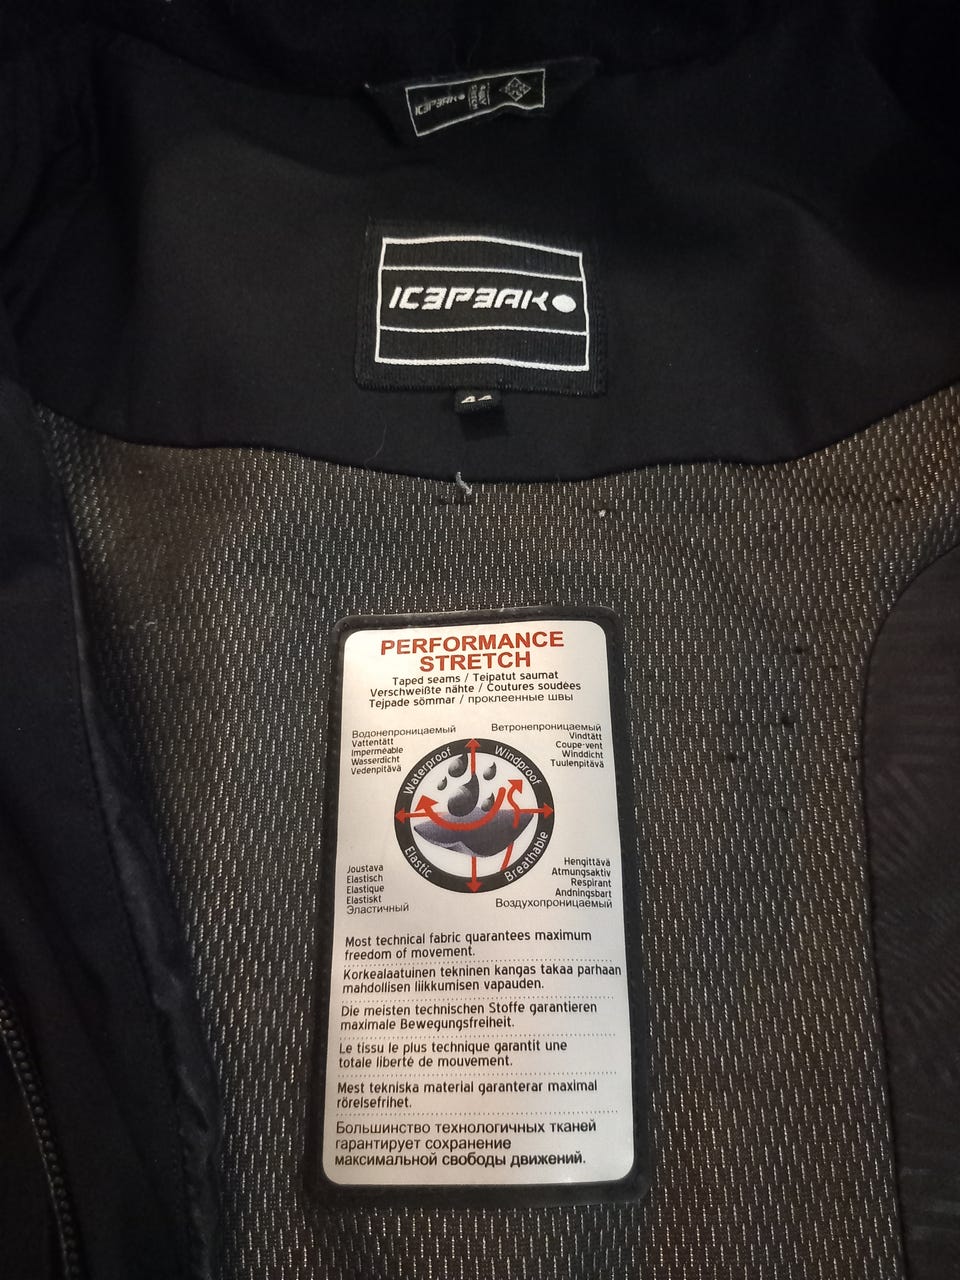 ICEPEAK
ICEPEAK
44
PERFORMANCE
STRETCH
Taped seams / Teipatut saumat
Verschweißte nähte / Coutures soudées
Tejpade sömmar / проклеенные швы
Водонепроницаемый
Vattentätt
Imperméable
Wasserdicht
Vedenpitävä
Ветронепроницаемый
Vindtätt
Coupe-vent
Winddicht
Tuulenpitävä
Waterproof
Windproof
Elastic
Breathable
Joustava
Elastisch
Elastique
Elastiskt
Эластичный
Hengittävä
Atmungsaktiv
Respirant
Andningsbart
Воздухопроницаемый
Most technical fabric quarantees maximum
freedom of movement.
Korkealaatuinen tekninen kangas takaa parhaan
mahdollisen liikkumisen vapauden.
Die meisten technischen Stoffe garantieren
maximale Bewegungsfreiheit.
Le tissu le plus technique garantit une
totale liberté de mouvement.
Mest tekniska material garanterar maximal
rörelsefrihet.
Большинство технологичных тканей
гарантирует сохранение
максимальной свободы движений.